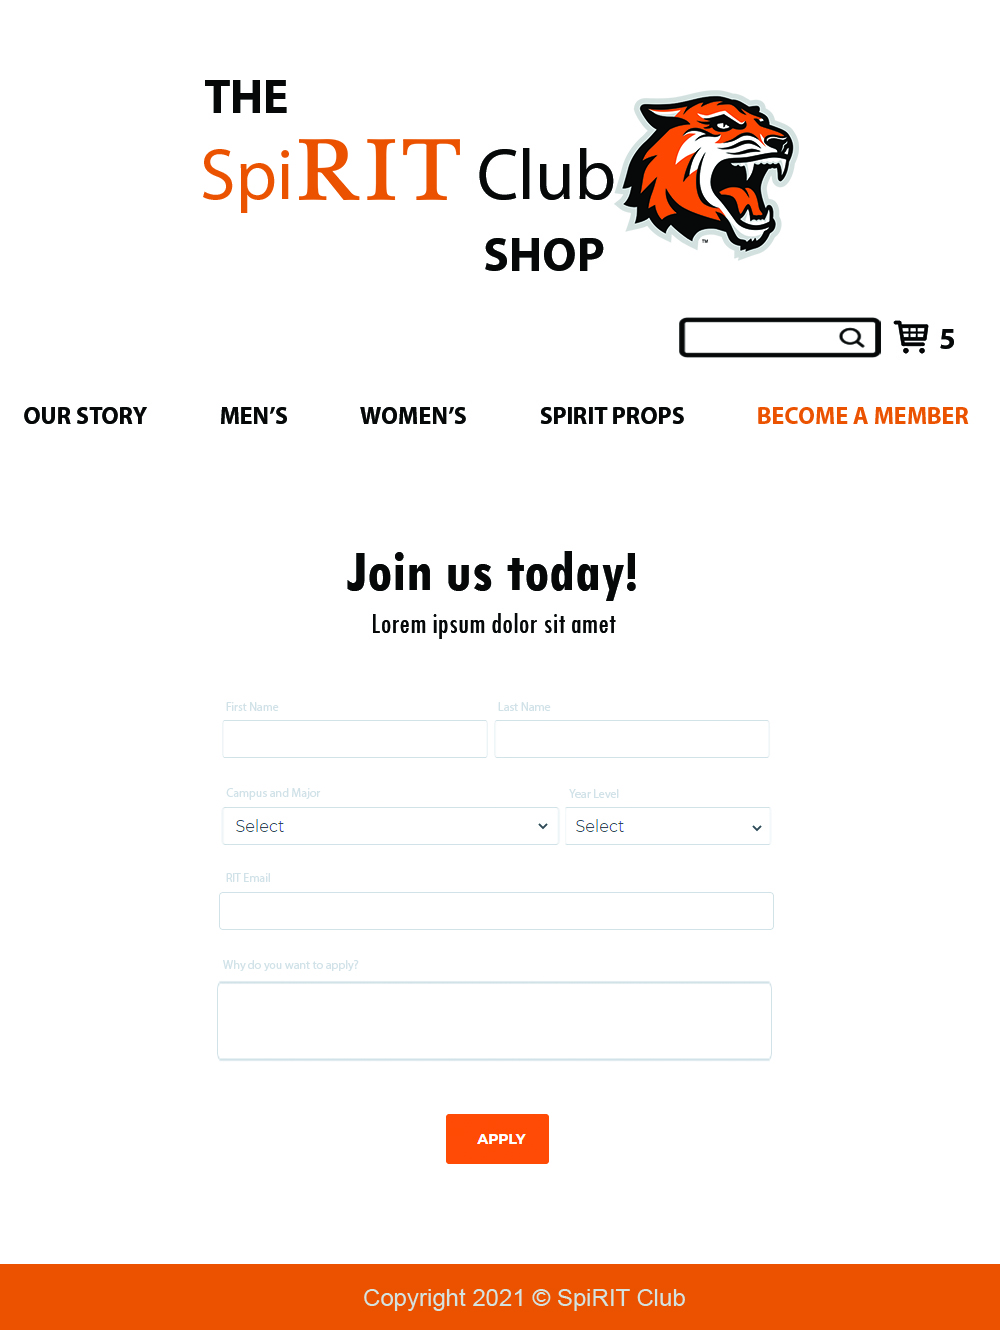 THE
SpiRIT Club
SHOP
TM
5
OUR STORY MEN'S WOMEN'S SPIRIT PROPS BECOME A MEMBER
Join us today!
Lorem ipsum dolor sit amet
First Name Last Name
Campus and Major Year Level
Select Select
RIT Email
Why do you want to apply?
APPLY
Copyright 2021 © SpiRIT Club